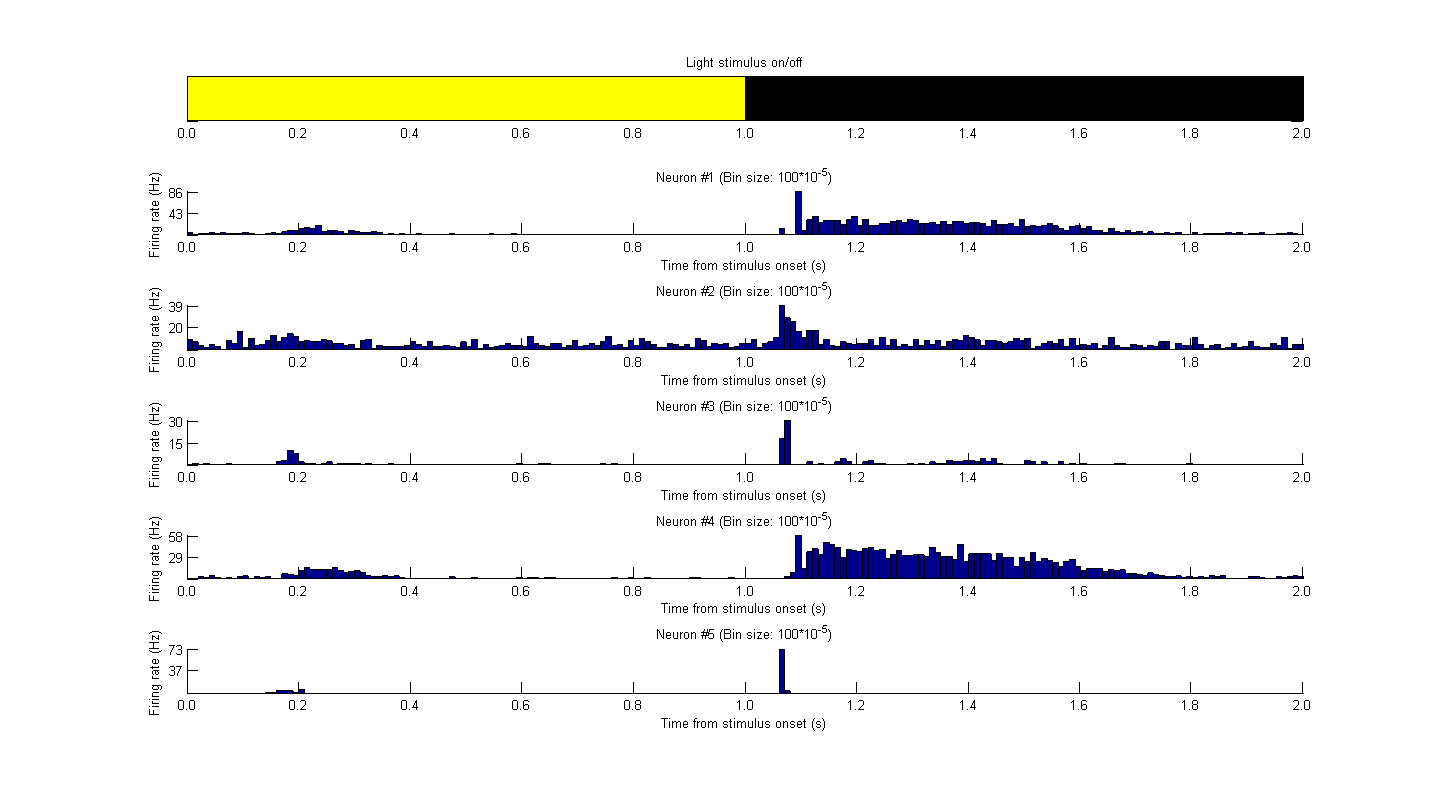 Light stimulus on/off
0.0 0.2 0.4 0.6 0.8 1.0 1.2 1.4 1.6 1.8 2.0
Neuron #1 (Bin size: 100*10-5)
Firing rate (Hz)
86
43
0.0 0.2 0.4 0.6 0.8 1.0 1.2 1.4 1.6 1.8 2.0
Time from stimulus onset (s)
Neuron #2 (Bin size: 100*10-5)
Firing rate (Hz)
39
20
0.0 0.2 0.4 0.6 0.8 1.0 1.2 1.4 1.6 1.8 2.0
Time from stimulus onset (s)
Neuron #3 (Bin size: 100*10-5)
Firing rate (Hz)
30
15
0.0 0.2 0.4 0.6 0.8 1.0 1.2 1.4 1.6 1.8 2.0
Time from stimulus onset (s)
Neuron #4 (Bin size: 100*10-5)
Firing rate (Hz)
58
29
0.0 0.2 0.4 0.6 0.8 1.0 1.2 1.4 1.6 1.8 2.0
Time from stimulus onset (s)
Neuron #5 (Bin size: 100*10-5)
Firing rate (Hz)
73
37
0.0 0.2 0.4 0.6 0.8 1.0 1.2 1.4 1.6 1.8 2.0
Time from stimulus onset (s)